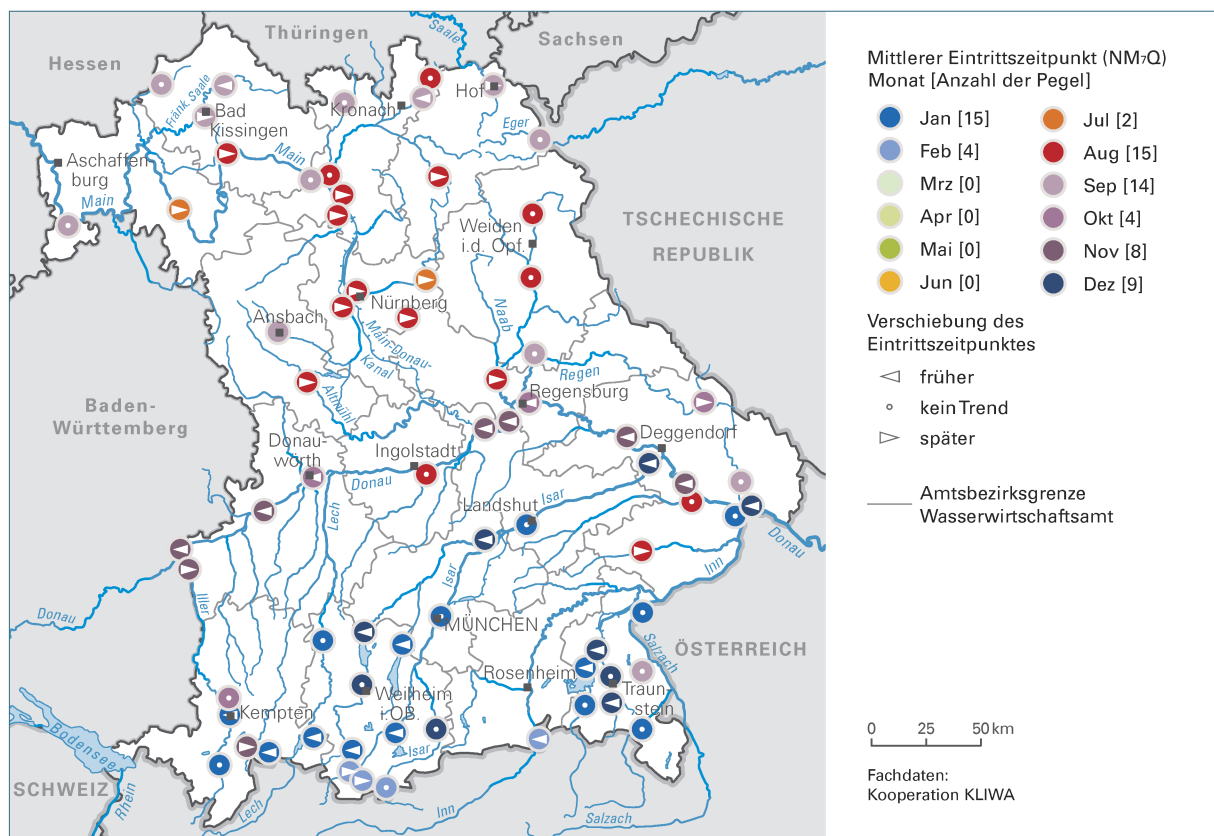 Thüringen
Saale
Sachsen
Hessen
Fränk. Saale
Kronach
Hof
Bad
Kissingen
Eger
Aschaffen
burg
Main
Main
TSCHECHISCHE
REPUBLIK
Weiden
i.d. Opf.
Nürnberg
Naab
Ansbach
Main-Donau-
Kanal
Altmühl
Regen
Regensburg
Baden-
Württemberg
Donau-
wörth
Ingolstadt
Deggendorf
Donau
Lech
Landshut
Isar
Isar
Donau
Inn
Iller
Donau
MÜNCHEN
Salzach
ÖSTERREICH
Rosenheim
Traun-
stein
Weilheim
i.OB.
Kempten
Isar
Bodensee
SCHWEIZ
Rhein
Lech
Inn
Salzach
Mittlerer Eintrittszeitpunkt (NM7Q)
Monat [Anzahl der Pegel]
Jan [15]
Feb [4]
Mrz [0]
Apr [0]
Mai [0]
Jun [0]
Jul [2]
Aug [15]
Sep [14]
Okt [4]
Nov [8]
Dez [9]
Verschiebung des
Eintrittszeitpunktes
früher
kein Trend
später
Amtsbezirksgrenze
Wasserwirtschaftsamt
0 25 50 km
Fachdaten:
Kooperation KLIWA